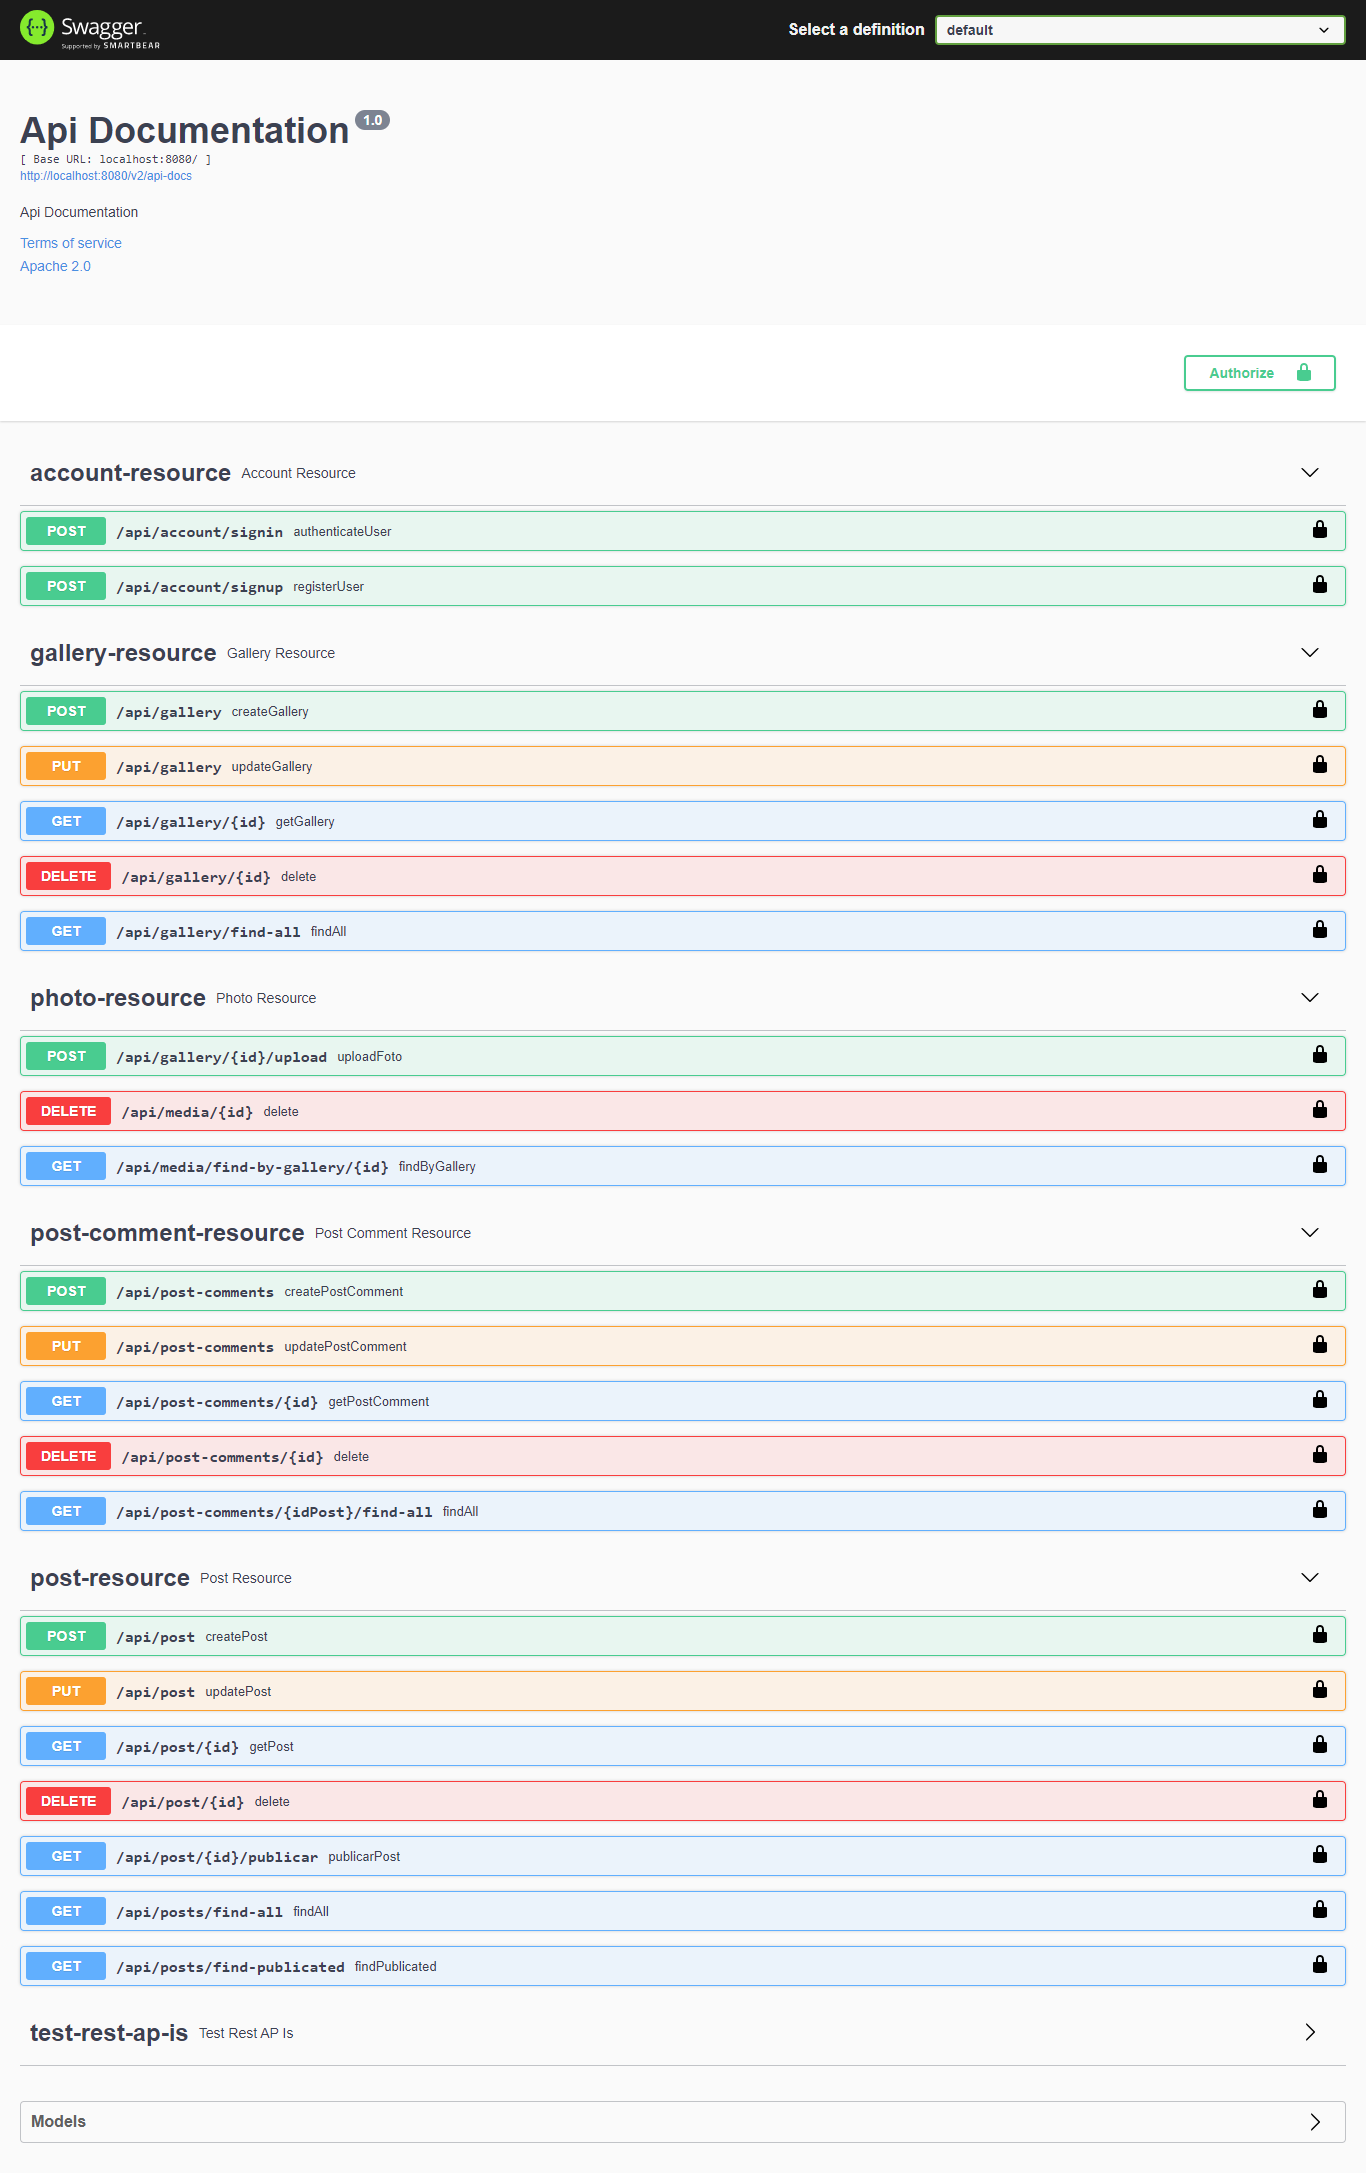 Swagger
Supported by SMARTBEAR
Select a definition
default
Api Documentation 1.0
[ Base URL: localhost:8080/ ]
http://localhost:8080/v2/api-docs
Api Documentation
Terms of service
Apache 2.0
Authorize
account-resource Account Resource
POST /api/account/signin authenticateUser
POST /api/account/signup registerUser
gallery-resource Gallery Resource
POST /api/gallery createGallery
PUT /api/gallery updateGallery
GET /api/gallery/{id} getGallery
DELETE /api/gallery/{id} delete
GET /api/gallery/find-all findAll
photo-resource Photo Resource
POST /api/gallery/{id}/upload uploadFoto
DELETE /api/media/{id} delete
GET /api/media/find-by-gallery/{id} findByGallery
post-comment-resource Post Comment Resource
POST /api/post-comments createPostComment
PUT /api/post-comments updatePostComment
GET /api/post-comments/{id} getPostComment
DELETE /api/post-comments/{id} delete
GET /api/post-comments/{idPost}/find-all findAll
post-resource Post Resource
POST /api/post createPost
PUT /api/post updatePost
GET /api/post/{id} getPost
DELETE /api/post/{id} delete
GET /api/post/{id}/publicar publicarPost
GET /api/posts/find-all findAll
GET /api/posts/find-publicated findPublicated
test-rest-ap-is Test Rest AP Is
Models